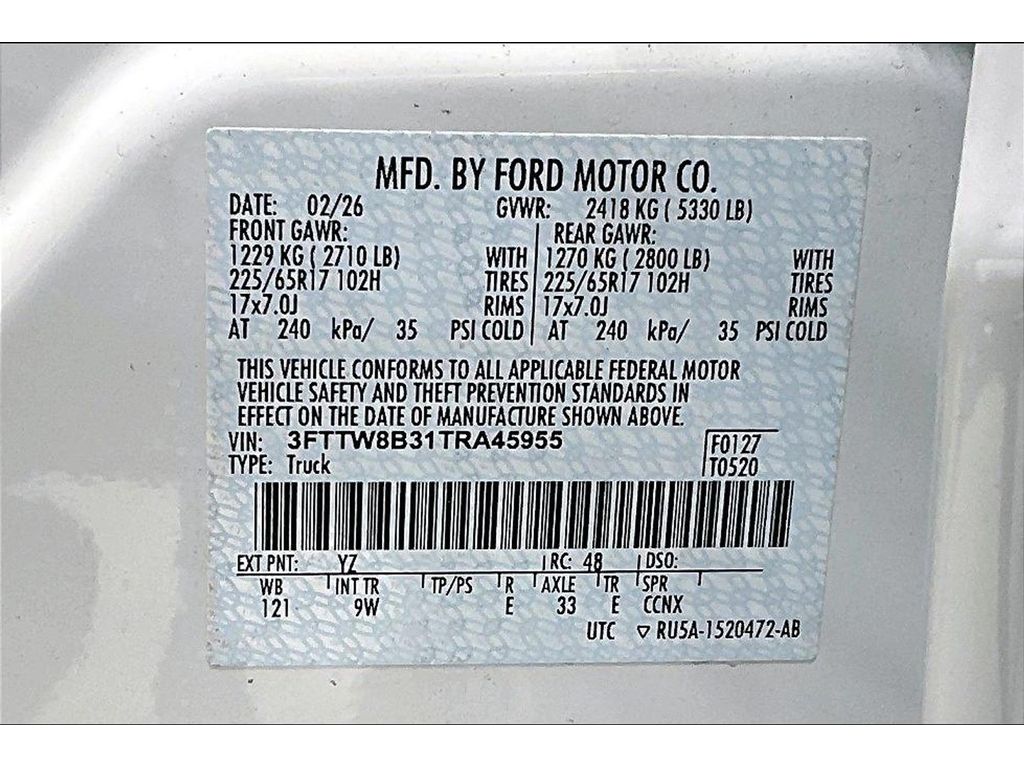 MFD. BY FORD MOTOR CO.
DATE: 02/26 GVWR: 2418 KG ( 5330 LB)
FRONT GAWR: REAR GAWR:
1229 KG ( 2710 LB) WITH 1270 KG ( 2800 LB) WITH
225/65R17 102H TIRES 225/65R17 102H TIRES
17x7.0J RIMS 17x7.0J RIMS
AT 240 kPa/ 35 PSI COLD AT 240 kPa/ 35 PSI COLD
THIS VEHICLE CONFORMS TO ALL APPLICABLE FEDERAL MOTOR
VEHICLE SAFETY AND THEFT PREVENTION STANDARDS IN
EFFECT ON THE DATE OF MANUFACTURE SHOWN ABOVE.
VIN: 3FTTW8B31TRA45955 F0127
TYPE: Truck T0520
EXT PNT: YZ RC: 48 DSO:
WB INT TR TP/PS R AXLE TR SPR
121 9W E 33 E CCNX
UTC ▽ RU5A-1520472-AB